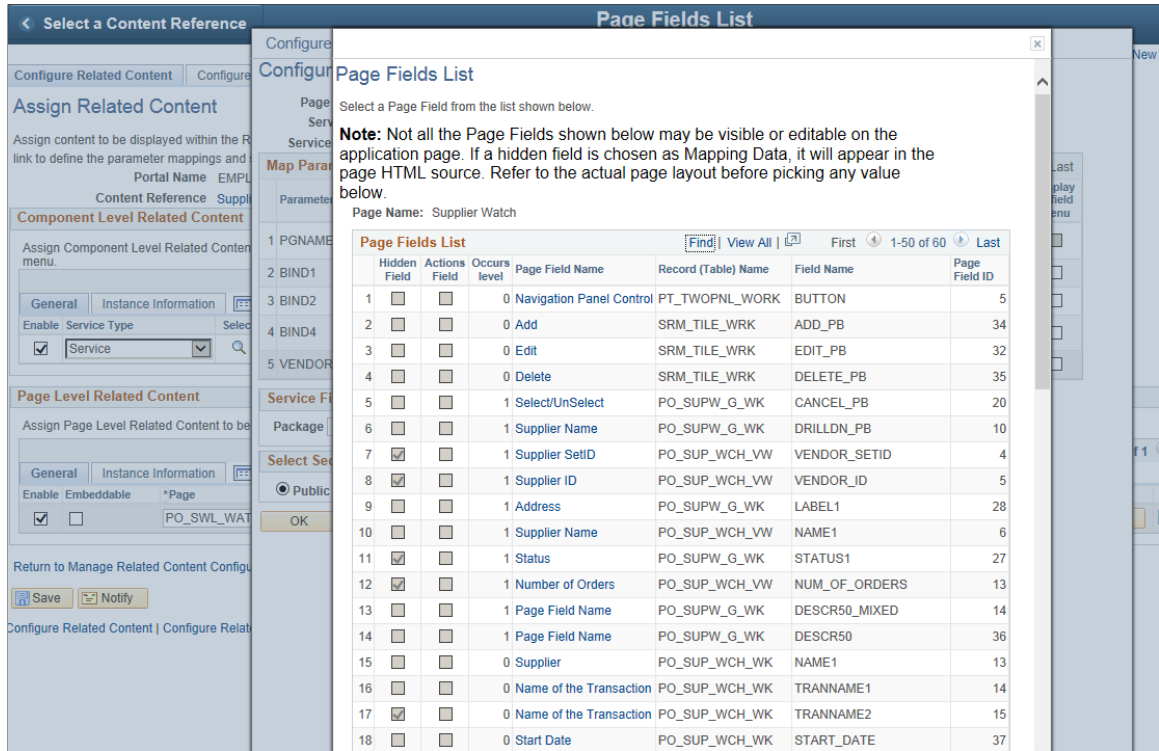 Select a Content Reference
Page Fields List
New
Configure Related Content
Configure
Assign Related Content
Assign content to be displayed within the R
link to define the parameter mappings and
Portal Name EMPL
Content Reference Suppli
Component Level Related Content
Assign Component Level Related Conten
menu.
General
Instance Information
Enable Service Type Selec
Service
Page Level Related Content
Assign Page Level Related Content to be
General
Instance Information
Enable Embeddable *Page
PO_SWL_WAT
Return to Manage Related Content Configu
Save
Notify
Configure Related Content | Configure Relat
Configure
Configur
Page
Serv
Service
Map Para
Last
Paramete
play
field
enu
1 PGNAME
2 BIND1
3 BIND2
4 BIND4
5 VENDOR
Service Fi
Package
Select Sec
Public
OK
f 1
Page Fields List
Select a Page Field from the list shown below.
Note: Not all the Page Fields shown below may be visible or editable on the
application page. If a hidden field is chosen as Mapping Data, it will appear in the
page HTML source. Refer to the actual page layout before picking any value
below.
Page Name: Supplier Watch
Page Fields List Find | View All | First 1-50 of 60 Last
Hidden Field Actions Field Occurs level Page Field Name Record (Table) Name Field Name Page Field ID
1 0 Navigation Panel Control PT_TWOPNL_WORK BUTTON 5
2 0 Add SRM_TILE_WRK ADD_PB 34
3 0 Edit SRM_TILE_WRK EDIT_PB 32
4 0 Delete SRM_TILE_WRK DELETE_PB 35
5 1 Select/UnSelect PO_SUPW_G_WK CANCEL_PB 20
6 1 Supplier Name PO_SUPW_G_WK DRILLDN_PB 10
7 1 Supplier SetID PO_SUP_WCH_VW VENDOR_SETID 4
8 1 Supplier ID PO_SUP_WCH_VW VENDOR_ID 5
9 1 Address PO_SUPW_G_WK LABEL1 28
10 1 Supplier Name PO_SUP_WCH_VW NAME1 6
11 1 Status PO_SUPW_G_WK STATUS1 27
12 1 Number of Orders PO_SUP_WCH_VW NUM_OF_ORDERS 13
13 1 Page Field Name PO_SUPW_G_WK DESCR50_MIXED 14
14 1 Page Field Name PO_SUPW_G_WK DESCR50 36
15 0 Supplier PO_SUP_WCH_WK NAME1 13
16 0 Name of the Transaction PO_SUP_WCH_WK TRANNAME1 14
17 0 Name of the Transaction PO_SUP_WCH_WK TRANNAME2 15
18 0 Start Date PO_SUP_WCH_WK START_DATE 37